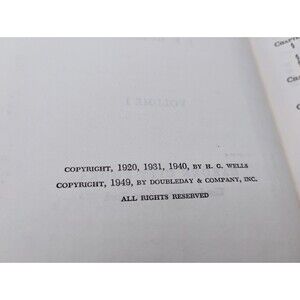 COPYRIGHT, 1920, 1931, 1940, BY H. G. WELLS
COPYRIGHT, 1949, BY DOUBLEDAY & COMPANY, INC.
ALL RIGHTS RESERVED